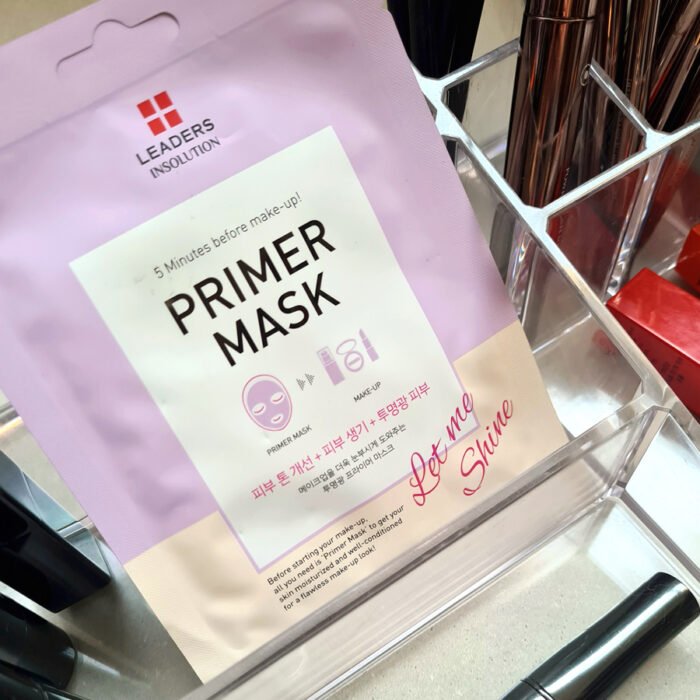 LEADERS
INSOLUTION
5 Minutes before make-up!
PRIMER
MASK
PRIMER MASK
MAKE-UP
피부 톤 개선 + 피부 생기 + 투명광 피부
메이크업을 더욱 눈부시게 도와주는
투명광 프라이머 마스크
Let me
Shine
Before starting your make-up,
all you need is 'Primer Mask' to get your
skin moisturized and well-conditioned
for a flawless make-up look!